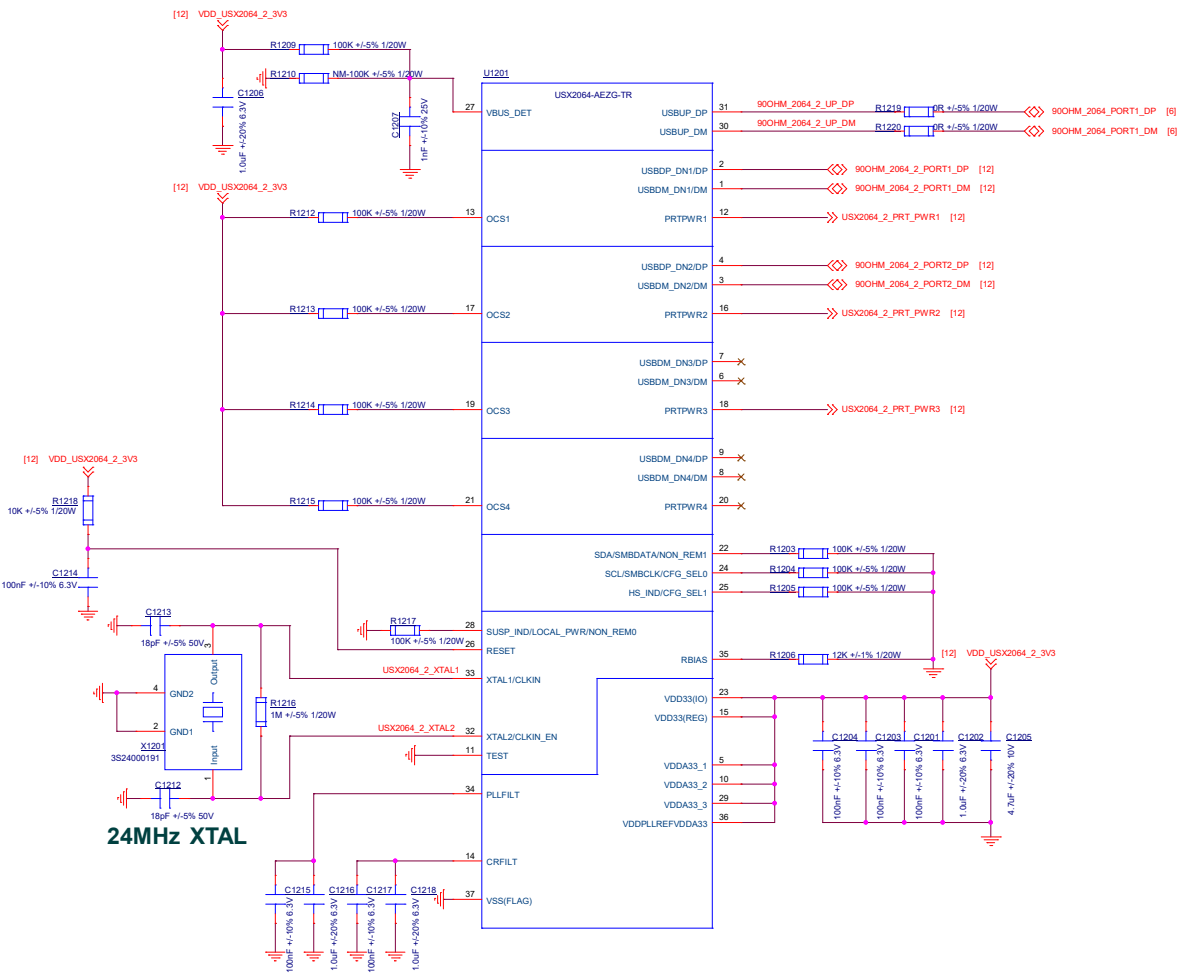 [12] VDD_USX2064_2_3V3
R1209 100K +/-5% 1/20W
R1210 NM-100K +/-5% 1/20W
C1206
1.0uF +/-20% 6.3V
C1207
1nF +/-10% 25V
U1201
USX2064-AEZG-TR
27 VBUS_DET
USBUP_DP 31 90OHM_2064_2_UP_DP R1219 0R +/-5% 1/20W 90OHM_2064_PORT1_DP [6]
USBUP_DM 30 90OHM_2064_2_UP_DM R1220 0R +/-5% 1/20W 90OHM_2064_PORT1_DM [6]
[12] VDD_USX2064_2_3V3
USBDP_DN1/DP 2 90OHM_2064_2_PORT1_DP [12]
USBDM_DN1/DM 1 90OHM_2064_2_PORT1_DM [12]
R1212 100K +/-5% 1/20W 13 OCS1
PRTPWR1 12 USX2064_2_PRT_PWR1 [12]
USBDP_DN2/DP 4 90OHM_2064_2_PORT2_DP [12]
USBDM_DN2/DM 3 90OHM_2064_2_PORT2_DM [12]
R1213 100K +/-5% 1/20W 17 OCS2
PRTPWR2 16 USX2064_2_PRT_PWR2 [12]
USBDM_DN3/DP 7
USBDM_DN3/DM 6
R1214 100K +/-5% 1/20W 19 OCS3
PRTPWR3 18 USX2064_2_PRT_PWR3 [12]
USBDM_DN4/DP 9
USBDM_DN4/DM 8
R1215 100K +/-5% 1/20W 21 OCS4
PRTPWR4 20
[12] VDD_USX2064_2_3V3
R1218
10K +/-5% 1/20W
C1214
100nF +/-10% 6.3V
SDA/SMBDATA/NON_REM1 22 R1203 100K +/-5% 1/20W
SCL/SMBCLK/CFG_SEL0 24 R1204 100K +/-5% 1/20W
HS_IND/CFG_SEL1 25 R1205 100K +/-5% 1/20W
R1217
100K +/-5% 1/20W
28 SUSP_IND/LOCAL_PWR/NON_REM0
26 RESET
RBIAS 35 R1206 12K +/-1% 1/20W
[12] VDD_USX2064_2_3V3
USX2064_2_XTAL1 33 XTAL1/CLKIN
USX2064_2_XTAL2 32 XTAL2/CLKIN_EN
11 TEST
C1213
18pF +/-5% 50V
3 Output
4 GND2
2 GND1
X1201
3S24000191
Input 1
R1216
1M +/-5% 1/20W
C1212
18pF +/-5% 50V
24MHz XTAL
VDD33(IO) 23
VDD33(REG) 15
VDDA33_1 5
VDDA33_2 10
VDDA33_3 29
VDDPLLREFVDDA33 36
C1204 C1203 C1201 C1202 C1205
100nF +/-10% 6.3V
100nF +/-10% 6.3V
100nF +/-10% 6.3V
1.0uF +/-20% 6.3V
4.7uF +/-20% 10V
34 PLLFILT
14 CRFILT
37 VSS(FLAG)
C1215 C1216 C1217 C1218
100nF +/-10% 6.3V
1.0uF +/-20% 6.3V
100nF +/-10% 6.3V
1.0uF +/-20% 6.3V